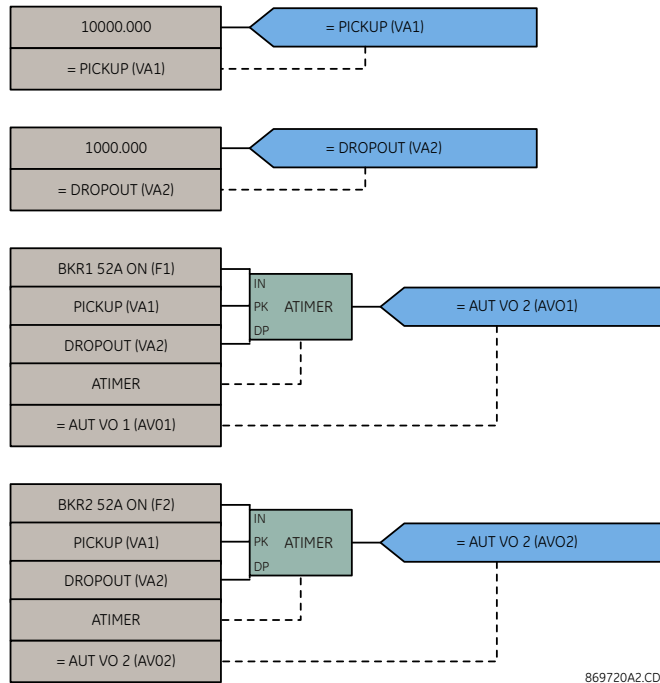 10000.000
= PICKUP (VA1)
= PICKUP (VA1)
1000.000
= DROPOUT (VA2)
= DROPOUT (VA2)
BKR1 52A ON (F1)
PICKUP (VA1)
DROPOUT (VA2)
ATIMER
= AUT VO 1 (AV01)
IN
PK ATIMER
DP
= AUT VO 2 (AVO1)
BKR2 52A ON (F2)
PICKUP (VA1)
DROPOUT (VA2)
ATIMER
= AUT VO 2 (AV02)
IN
PK ATIMER
DP
= AUT VO 2 (AVO2)
869720A2.CD